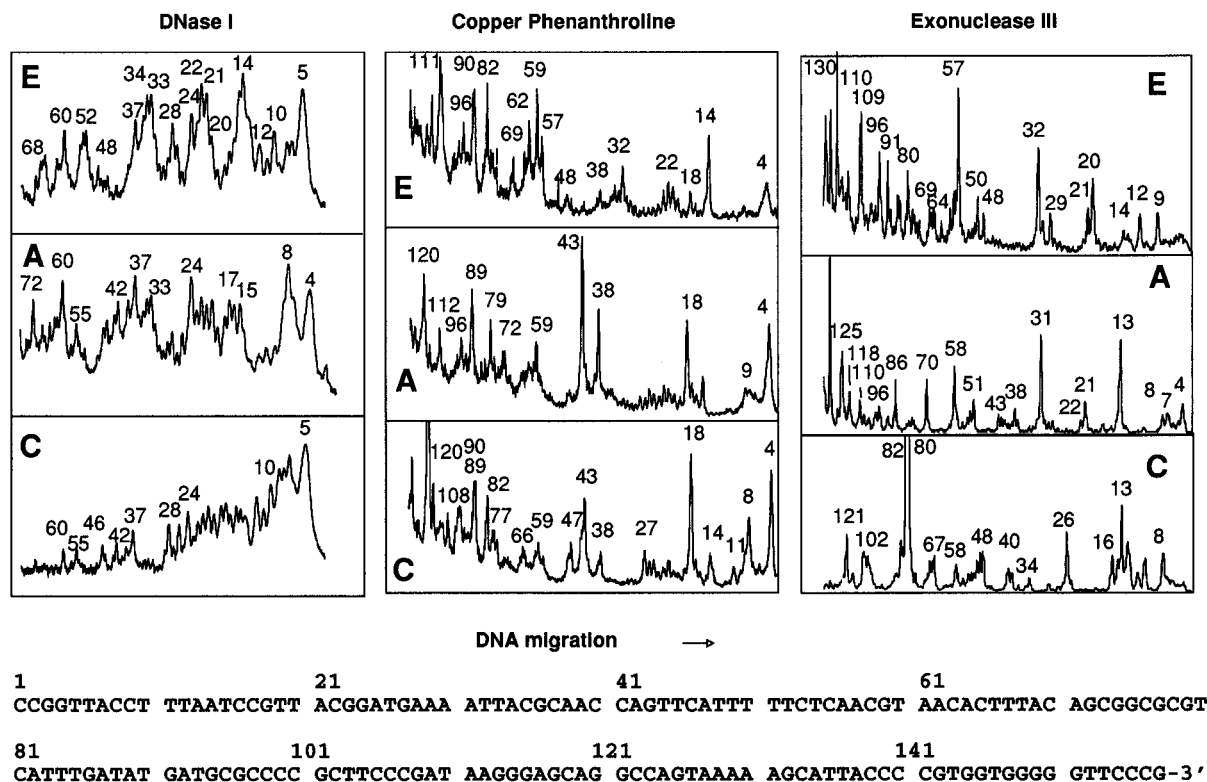 DNase I
Copper Phenanthroline
Exonuclease III
E
68 60 52 48 37 34 33 28 24 22 21 20 14 12 10 5
A
72 60 55 42 37 33 24 17 15 8 4
C
60 55 46 42 37 28 24 10 5
E
111 96 90 82 69 62 59 57 48 38 32 22 18 14 4
A
120 112 96 89 79 72 59 43 38 18 9 4
C
120 108 90 89 82 77 66 59 47 43 38 27 18 14 11 8 4
E
130 110 109 96 91 80 69 64 57 50 48 32 29 21 20 14 12 9
A
125 118 110 96 86 70 58 51 43 38 31 22 21 13 8 7 4
C
121 102 82 80 67 58 48 40 34 26 16 13 8
DNA migration →
1 21 41 61
CCGGTTACCT TTAATCCGTT ACGGATGAAA ATTACGCAAC CAGTTCATTT TTCTCAACGT AACACTTTAC AGCGGCGCGT
81 101 121 141
CATTTGATAT GATGCGCCCC GCTTCCCGAT AAGGGAGCAG GCCAGTAAAA AGCATTACCC CGTGGTGGGG GTTCCCG-3'